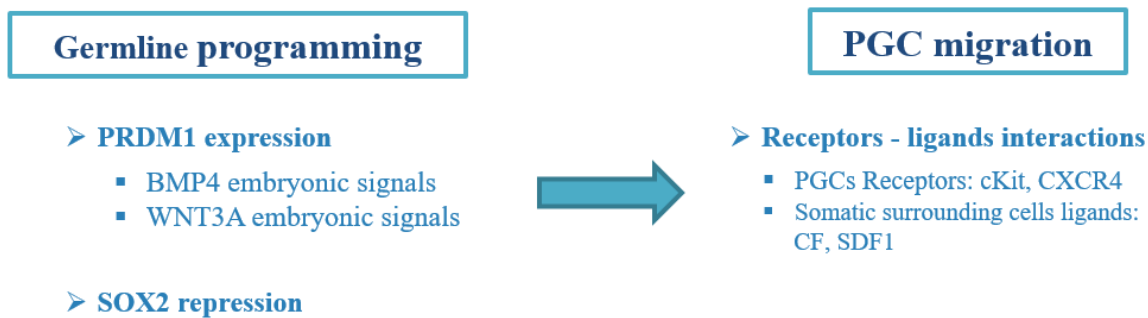 Germline programming
➢ PRDM1 expression
▪ BMP4 embryonic signals
▪ WNT3A embryonic signals
➢ SOX2 repression
PGC migration
➢ Receptors - ligands interactions
▪ PGCs Receptors: cKit, CXCR4
▪ Somatic surrounding cells ligands:
CF, SDF1